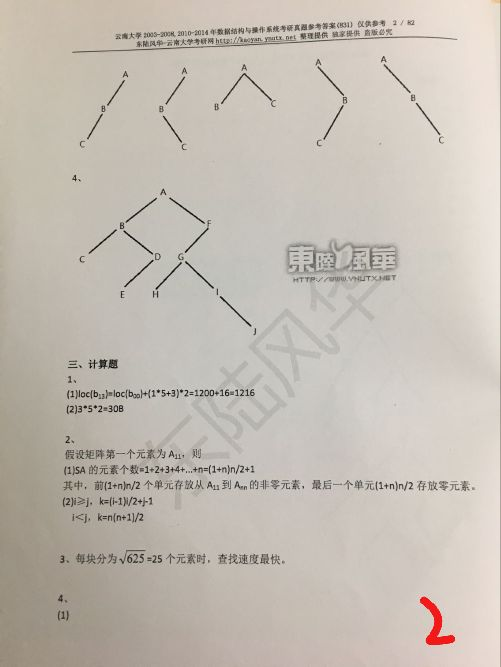 云南大学 2003-2008,2010-2014 年数据结构与操作系统考研真题参考答案(831) 仅供参考 2 / 82
东陆风华-云南大学考研网 http://kaoyan.ynutx.net 整理提供 独家提供 盗版必究
A A A A A
B B B C B B
C C C C
4、
A
B F
C D G
E H I
J
東陸風華
HTTP://WWW.YNUTX.NET
东陆风华
三、计算题
1、
(1)loc(b₁₃)=loc(b₀₀)+(1*5+3)*2=1200+16=1216
(2)3*5*2=30B
2、
假设矩阵第一个元素为 A₁₁，则
(1)SA 的元素个数=1+2+3+4+...+n=(1+n)n/2+1
其中，前(1+n)n/2 个单元存放从 A₁₁ 到 Aₙₙ 的非零元素，最后一个单元(1+n)n/2 存放零元素。
(2)i≥j，k=(i-1)i/2+j-1
i＜j，k=n(n+1)/2
3、每块分为√625=25 个元素时，查找速度最快。
4、
(1)
2